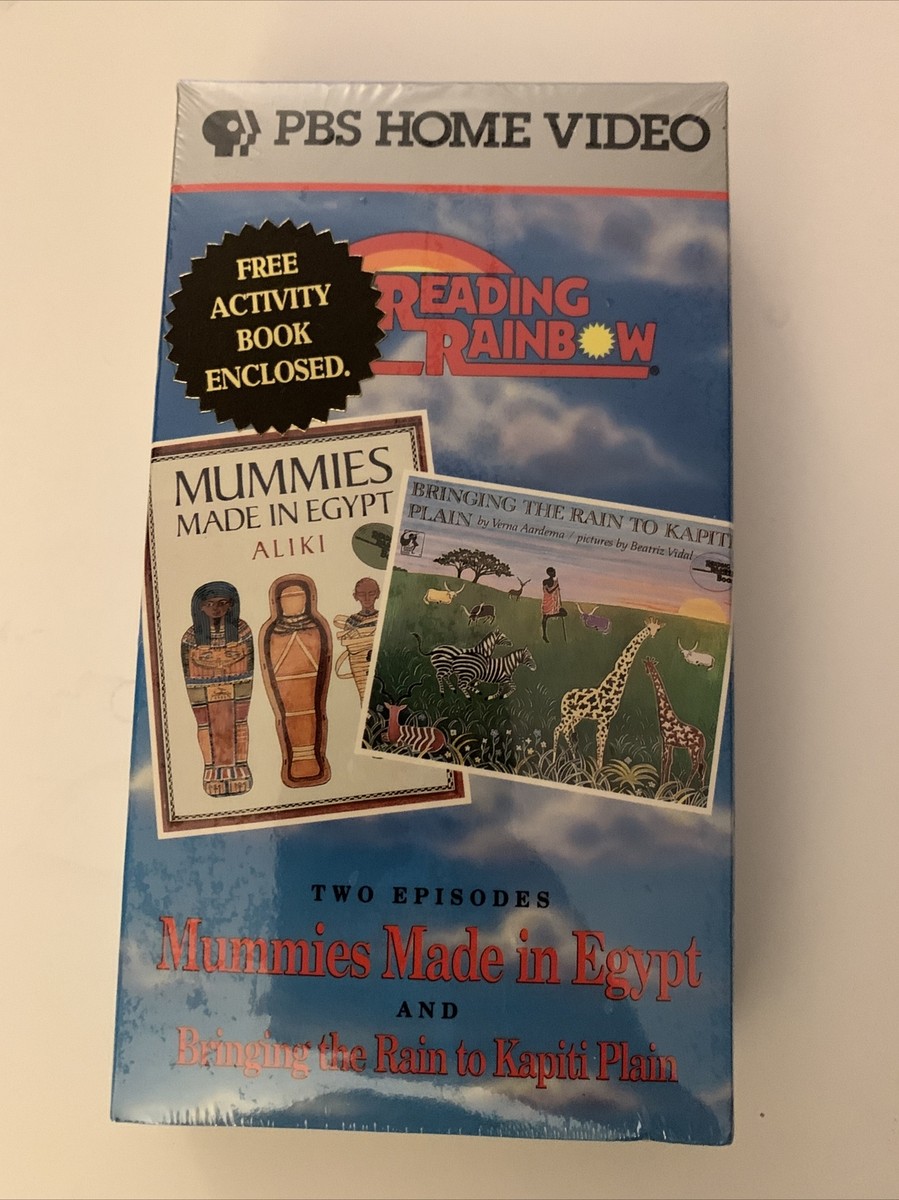 PBS HOME VIDEO
FREE
ACTIVITY
BOOK
ENCLOSED.
READING
RAINBOW
MUMMIES
MADE IN EGYPT
ALIKI
BRINGING THE RAIN TO KAPITI
PLAIN by Verna Aardema / pictures by Beatriz Vidal
TWO EPISODES
Mummies Made in Egypt
AND
Bringing the Rain to Kapiti Plain